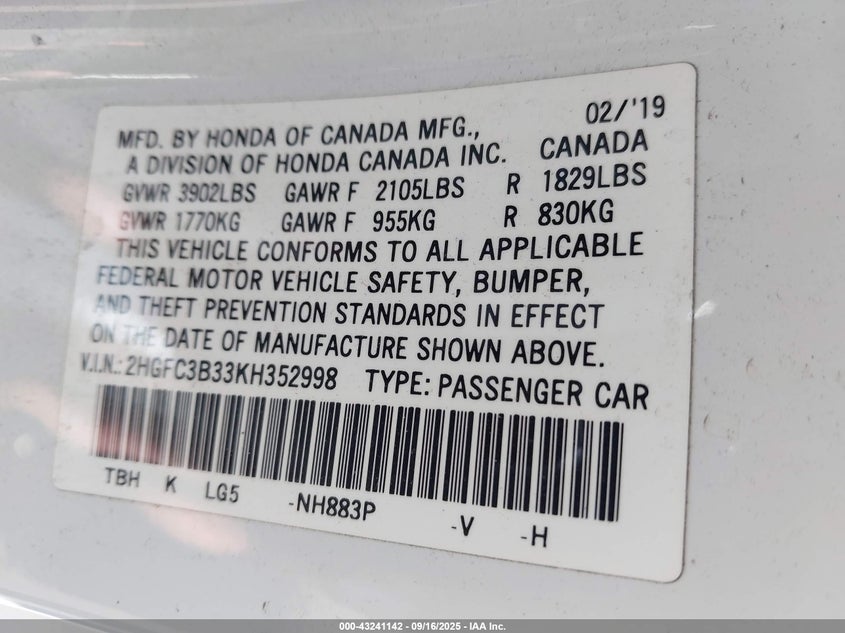 02/'19
MFD. BY HONDA OF CANADA MFG.,
A DIVISION OF HONDA CANADA INC. CANADA
GVWR 3902LBS GAWR F 2105LBS R 1829LBS
GVWR 1770KG GAWR F 955KG R 830KG
THIS VEHICLE CONFORMS TO ALL APPLICABLE
FEDERAL MOTOR VEHICLE SAFETY, BUMPER,
AND THEFT PREVENTION STANDARDS IN EFFECT
ON THE DATE OF MANUFACTURE SHOWN ABOVE.
V.I.N.: 2HGFC3B33KH352998 TYPE: PASSENGER CAR
TBH K LG5 -NH883P -V -H
000-43241142 - 09/16/2025 - IAA Inc.